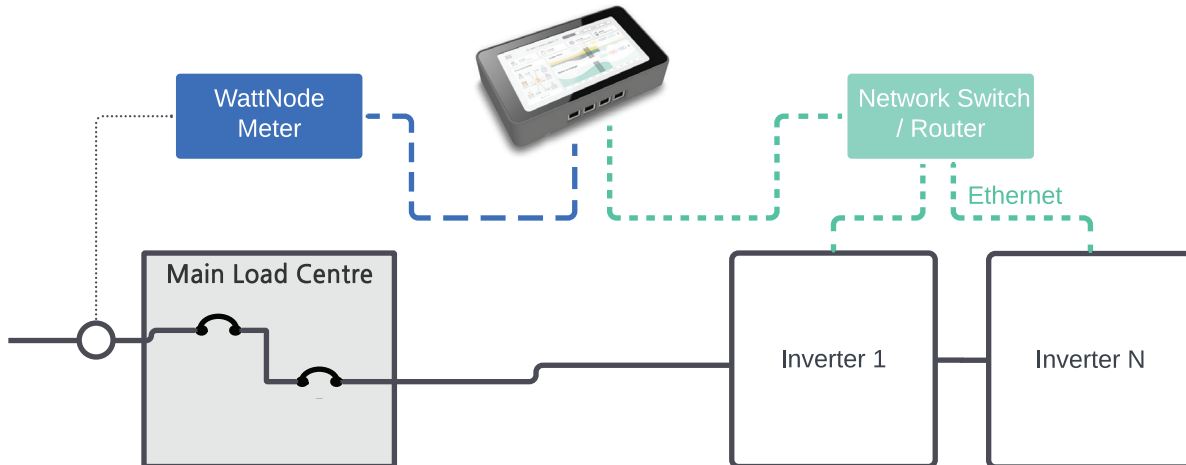 WattNode
Meter
Network Switch
/ Router
Ethernet
Main Load Centre
Inverter 1
Inverter N